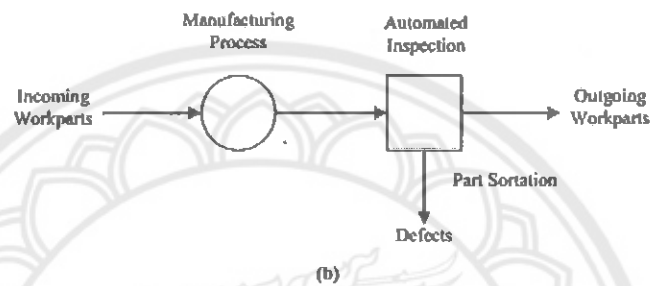 Manufacturing
Process
Automated
Inspection
Incoming
Workparts
Outgoing
Workparts
Part Sortation
Defects
(b)